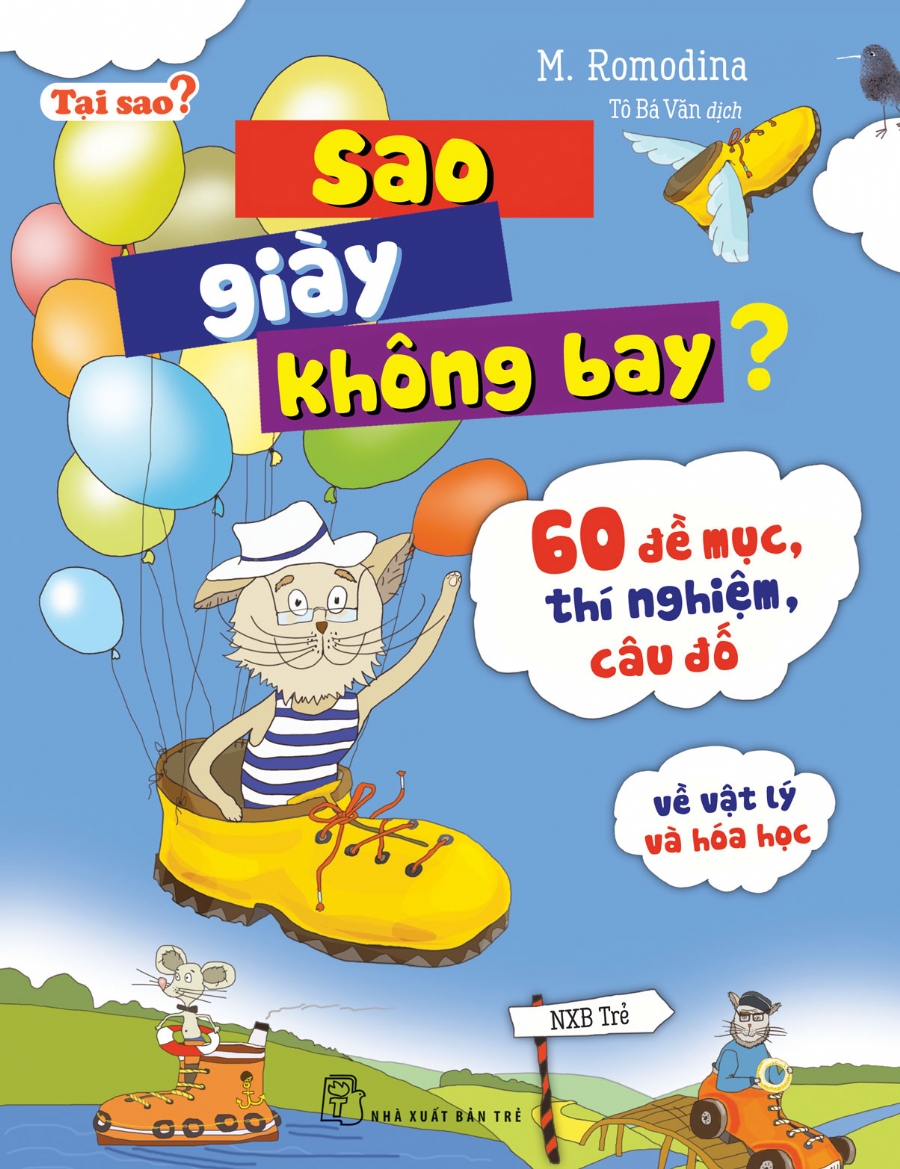 M. Romodina
Tô Bá Văn dịch
Tại sao?
Sao
giày
không bay?
60 đề mục,
thí nghiệm,
câu đố
về vật lý
và hóa học
NXB Trẻ
NHÀ XUẤT BẢN TRẺ